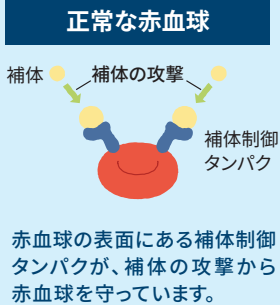 正常な赤血球
補体
補体の攻撃
補体制御
タンパク
赤血球の表面にある補体制御
タンパクが、補体の攻撃から
赤血球を守っています。